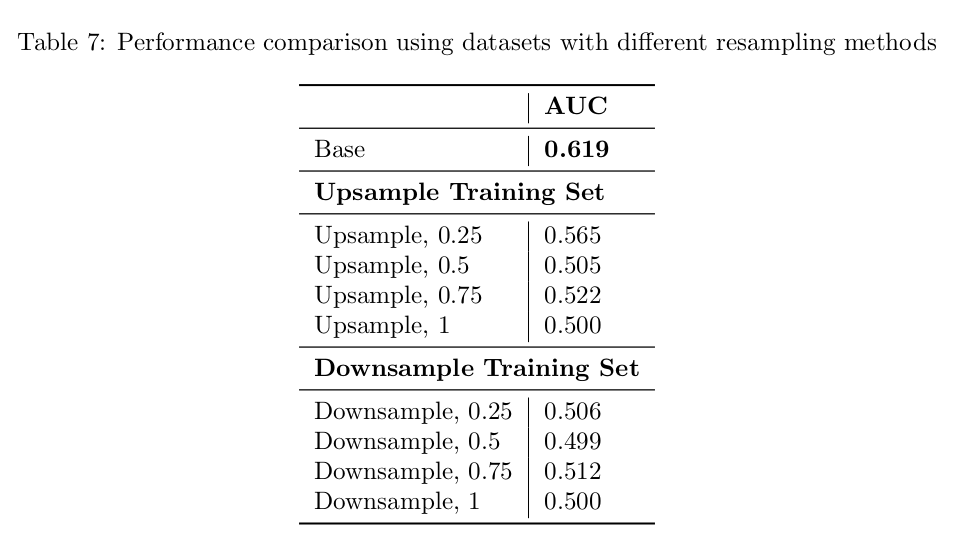 Table 7: Performance comparison using datasets with different resampling methods
AUC
Base 0.619
Upsample Training Set
Upsample, 0.25 0.565
Upsample, 0.5 0.505
Upsample, 0.75 0.522
Upsample, 1 0.500
Downsample Training Set
Downsample, 0.25 0.506
Downsample, 0.5 0.499
Downsample, 0.75 0.512
Downsample, 1 0.500